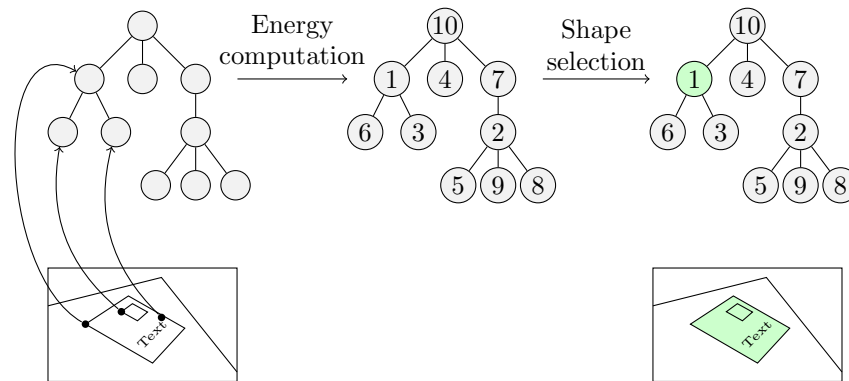 Energy
computation
Shape
selection
10
1 4 7
6 3 2
5 9 8
10
1 4 7
6 3 2
5 9 8
Text
Text